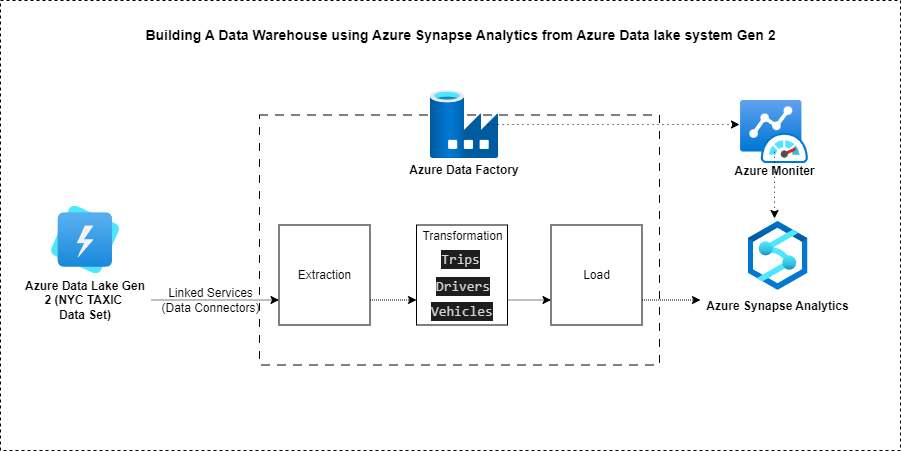 Building A Data Warehouse using Azure Synapse Analytics from Azure Data lake system Gen 2
Azure Data Factory
Azure Moniter
Azure Data Lake Gen
2 (NYC TAXIC
Data Set)
Linked Services
(Data Connectors)
Extraction
Transformation
Trips
Drivers
Vehicles
Load
Azure Synapse Analytics